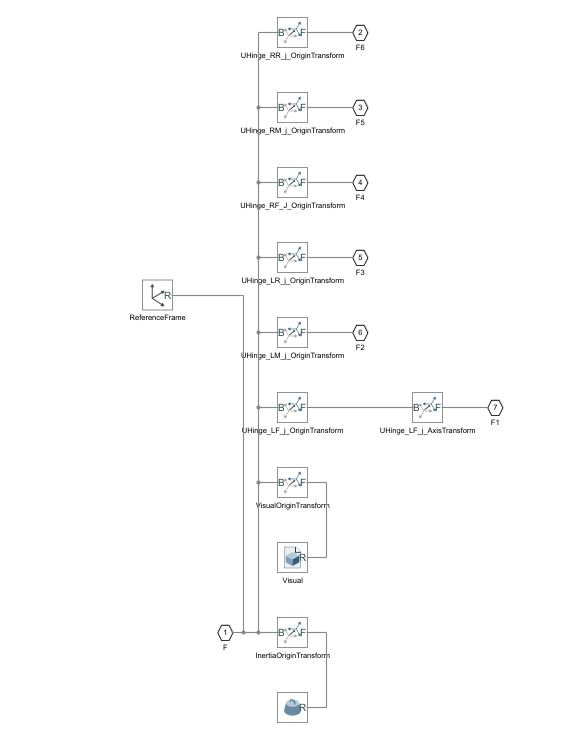 B F
2
UHinge_RR_j_OriginTransform
F6
B F
3
UHinge_RM_j_OriginTransform
F5
B F
4
UHinge_RF_J_OriginTransform
F4
B F
5
UHinge_LR_j_OriginTransform
F3
R
ReferenceFrame
B F
6
UHinge_LM_j_OriginTransform
F2
B F
B F
7
UHinge_LF_j_OriginTransform
UHinge_LF_j_AxisTransform
F1
B F
VisualOriginTransform
R
Visual
1
F
B F
InertiaOriginTransform
R